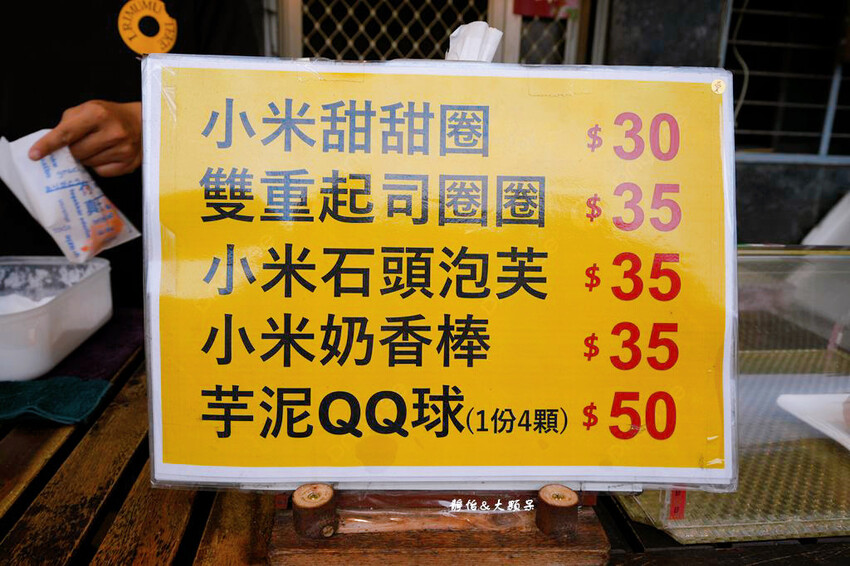 小米甜甜圈 $30
雙重起司圈圈 $35
小米石頭泡芙 $35
小米奶香棒 $35
芋泥QQ球(1份4顆) $50